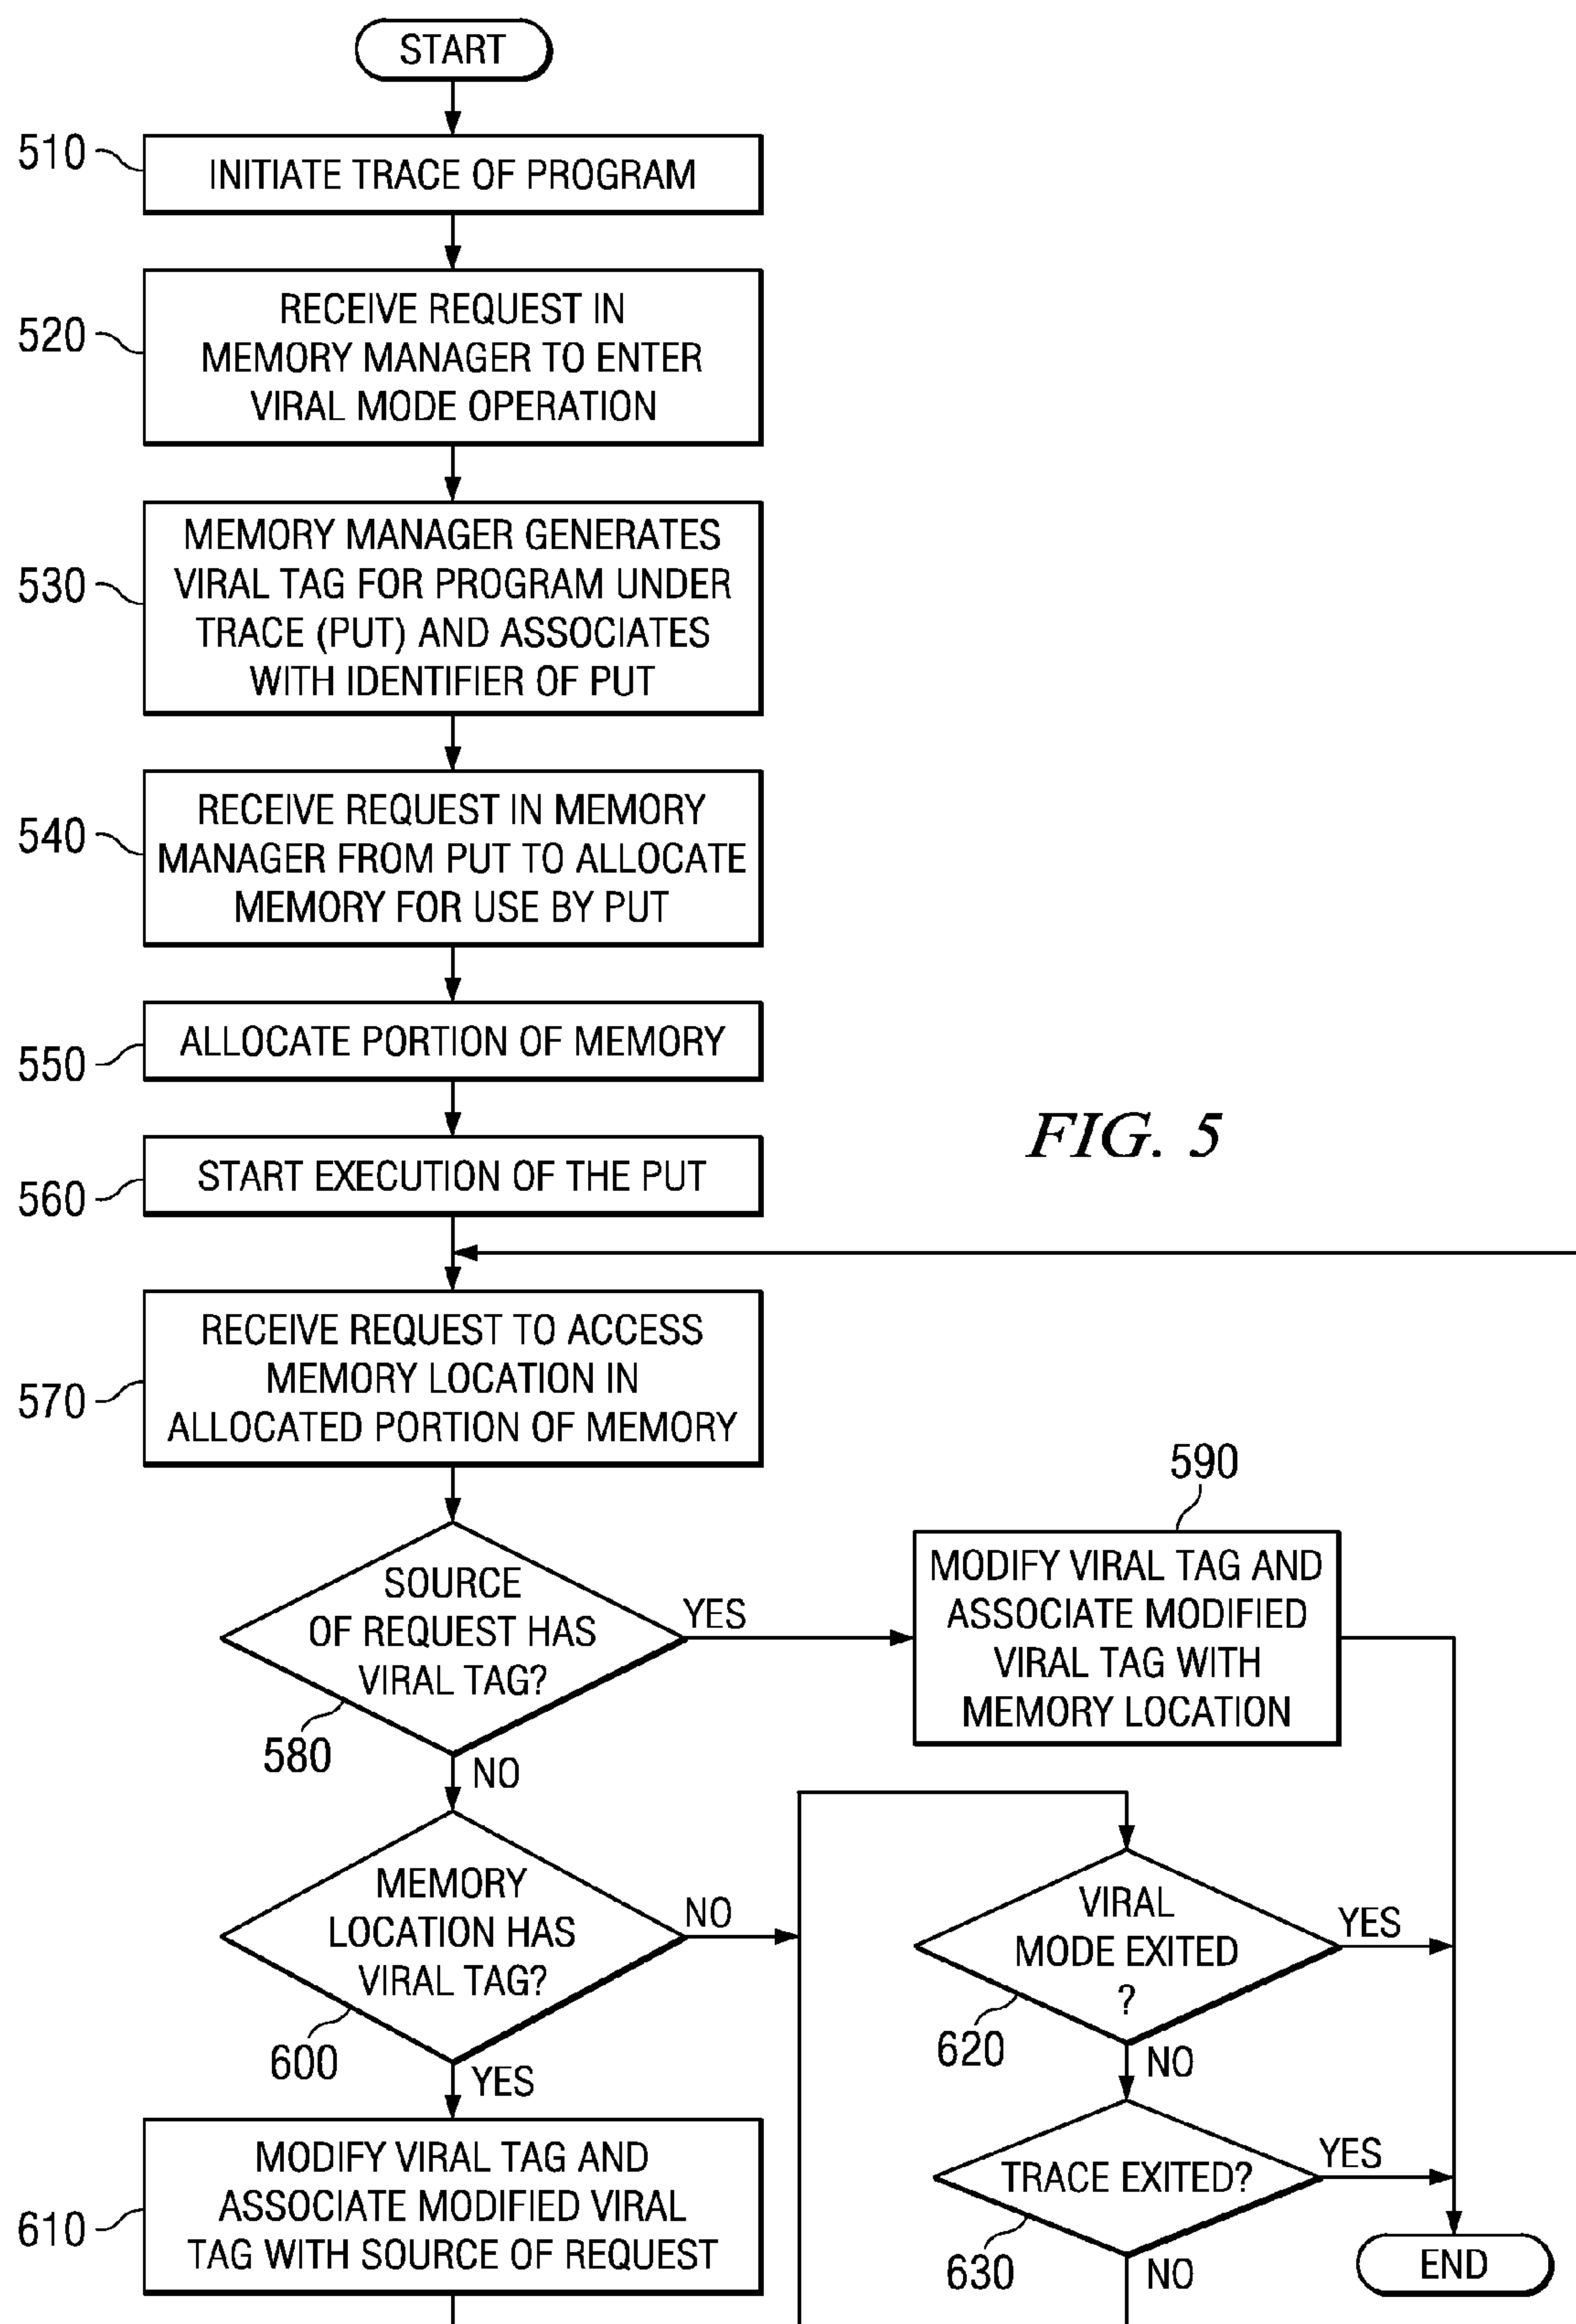 START
510
INITIATE TRACE OF PROGRAM
520
RECEIVE REQUEST IN
MEMORY MANAGER TO ENTER
VIRAL MODE OPERATION
530
MEMORY MANAGER GENERATES
VIRAL TAG FOR PROGRAM UNDER
TRACE (PUT) AND ASSOCIATES
WITH IDENTIFIER OF PUT
540
RECEIVE REQUEST IN MEMORY
MANAGER FROM PUT TO ALLOCATE
MEMORY FOR USE BY PUT
550
ALLOCATE PORTION OF MEMORY
FIG. 5
560
START EXECUTION OF THE PUT
570
RECEIVE REQUEST TO ACCESS
MEMORY LOCATION IN
ALLOCATED PORTION OF MEMORY
580
SOURCE
OF REQUEST HAS
VIRAL TAG?
YES
NO
590
MODIFY VIRAL TAG AND
ASSOCIATE MODIFIED
VIRAL TAG WITH
MEMORY LOCATION
600
MEMORY
LOCATION HAS
VIRAL TAG?
NO
YES
620
VIRAL
MODE EXITED
?
YES
NO
610
MODIFY VIRAL TAG AND
ASSOCIATE MODIFIED VIRAL
TAG WITH SOURCE OF REQUEST
630
TRACE EXITED?
YES
NO
END